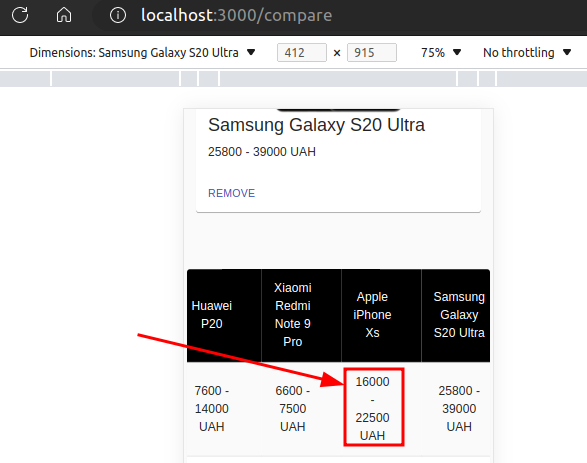 localhost:3000/compare
Dimensions: Samsung Galaxy S20 Ultra 412 × 915 75% No throttling
Samsung Galaxy S20 Ultra
25800 - 39000 UAH
REMOVE
Huawei
P20
Xiaomi
Redmi
Note 9
Pro
Apple
iPhone
Xs
Samsung
Galaxy
S20 Ultra
7600 -
14000
UAH
6600 -
7500
UAH
16000
-
22500
UAH
25800 -
39000
UAH